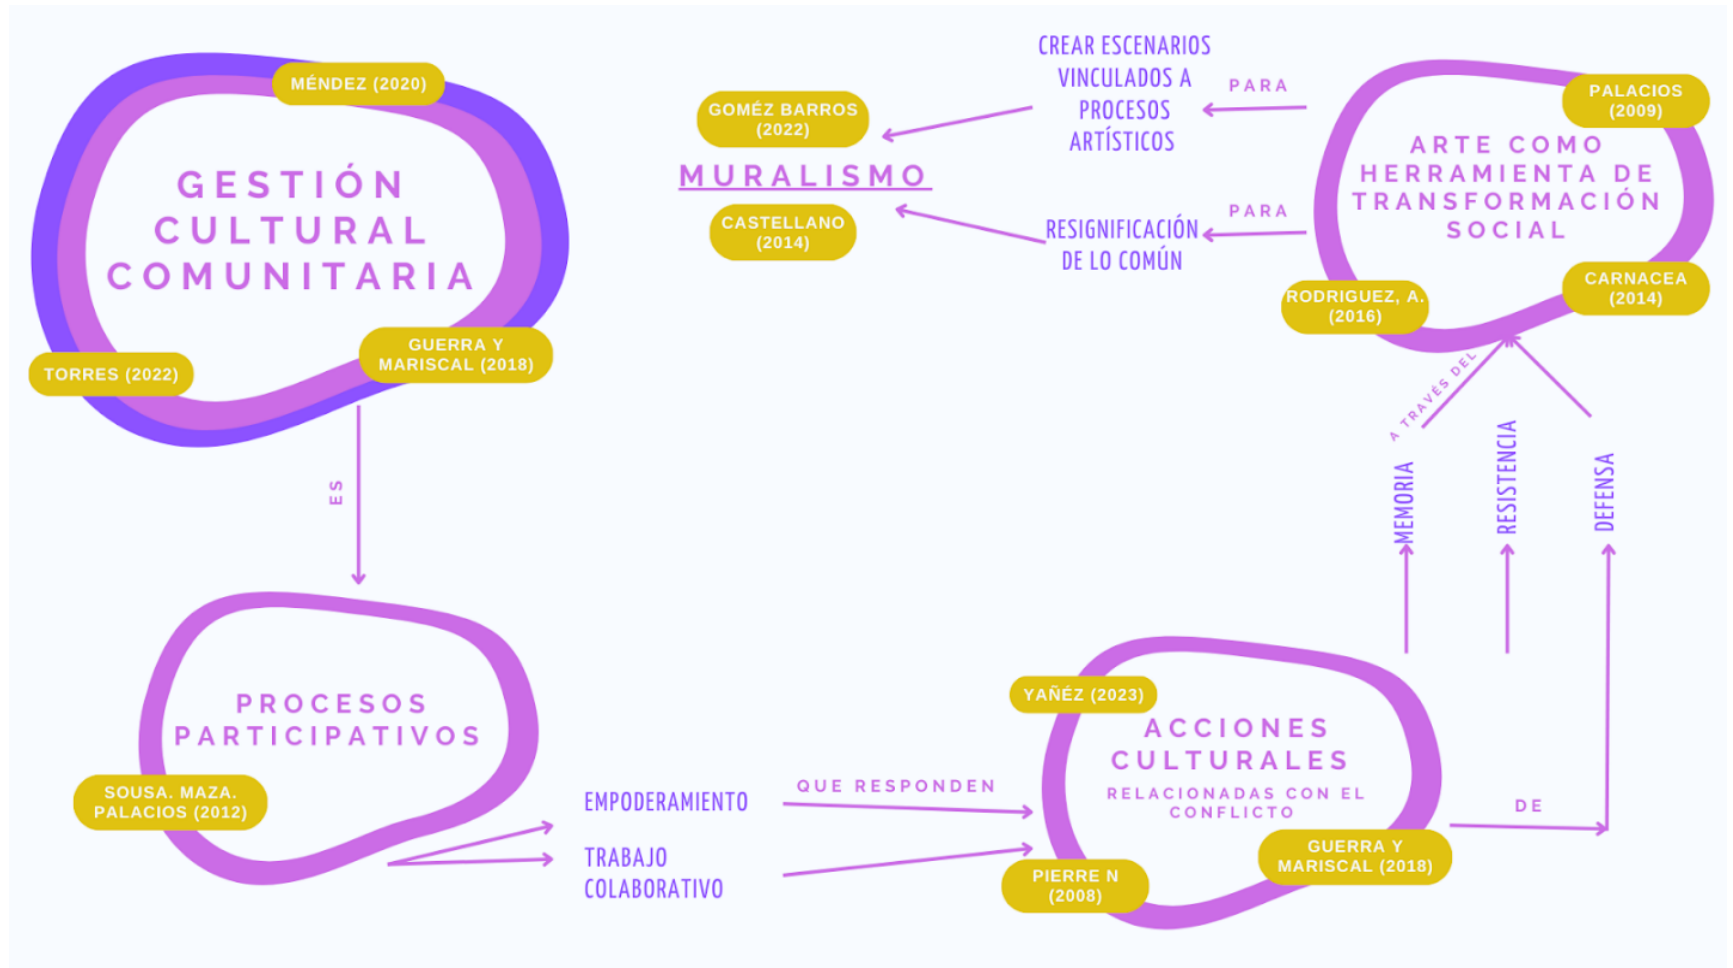 MÉNDEZ (2020)
GESTIÓN
CULTURAL
COMUNITARIA
GUERRA Y
MARISCAL (2018)
TORRES (2022)
ES
PROCESOS
PARTICIPATIVOS
SOUSA. MAZA.
PALACIOS (2012)
EMPODERAMIENTO
TRABAJO
COLABORATIVO
QUE RESPONDEN
YAÑÉZ (2023)
ACCIONES
CULTURALES
RELACIONADAS CON EL
CONFLICTO
GUERRA Y
MARISCAL (2018)
PIERRE N
(2008)
DE
MEMORIA
RESISTENCIA
DEFENSA
A TRAVÉS DEL
PALACIOS
(2009)
ARTE COMO
HERRAMIENTA DE
TRANSFORMACIÓN
SOCIAL
CARNACEA
(2014)
RODRIGUEZ, A.
(2016)
PARA
CREAR ESCENARIOS
VINCULADOS A
PROCESOS
ARTÍSTICOS
PARA
RESIGNIFICACIÓN
DE LO COMÚN
GOMÉZ BARROS
(2022)
MURALISMO
CASTELLANO
(2014)